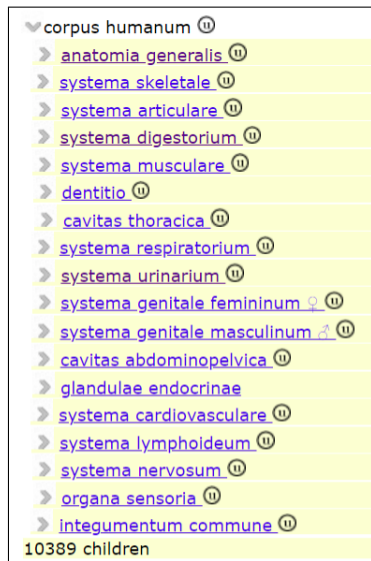 corpus humanum ⓤ
anatomia generalis ⓤ
systema skeletale ⓤ
systema articulare ⓤ
systema digestorium ⓤ
systema musculare ⓤ
dentitio ⓤ
cavitas thoracica ⓤ
systema respiratorium ⓤ
systema urinarium ⓤ
systema genitale femininum ♀ ⓤ
systema genitale masculinum ♂ ⓤ
cavitas abdominopelvica ⓤ
glandulae endocrinae
systema cardiovasculare ⓤ
systema lymphoideum ⓤ
systema nervosum ⓤ
organa sensoria ⓤ
integumentum commune ⓤ
10389 children